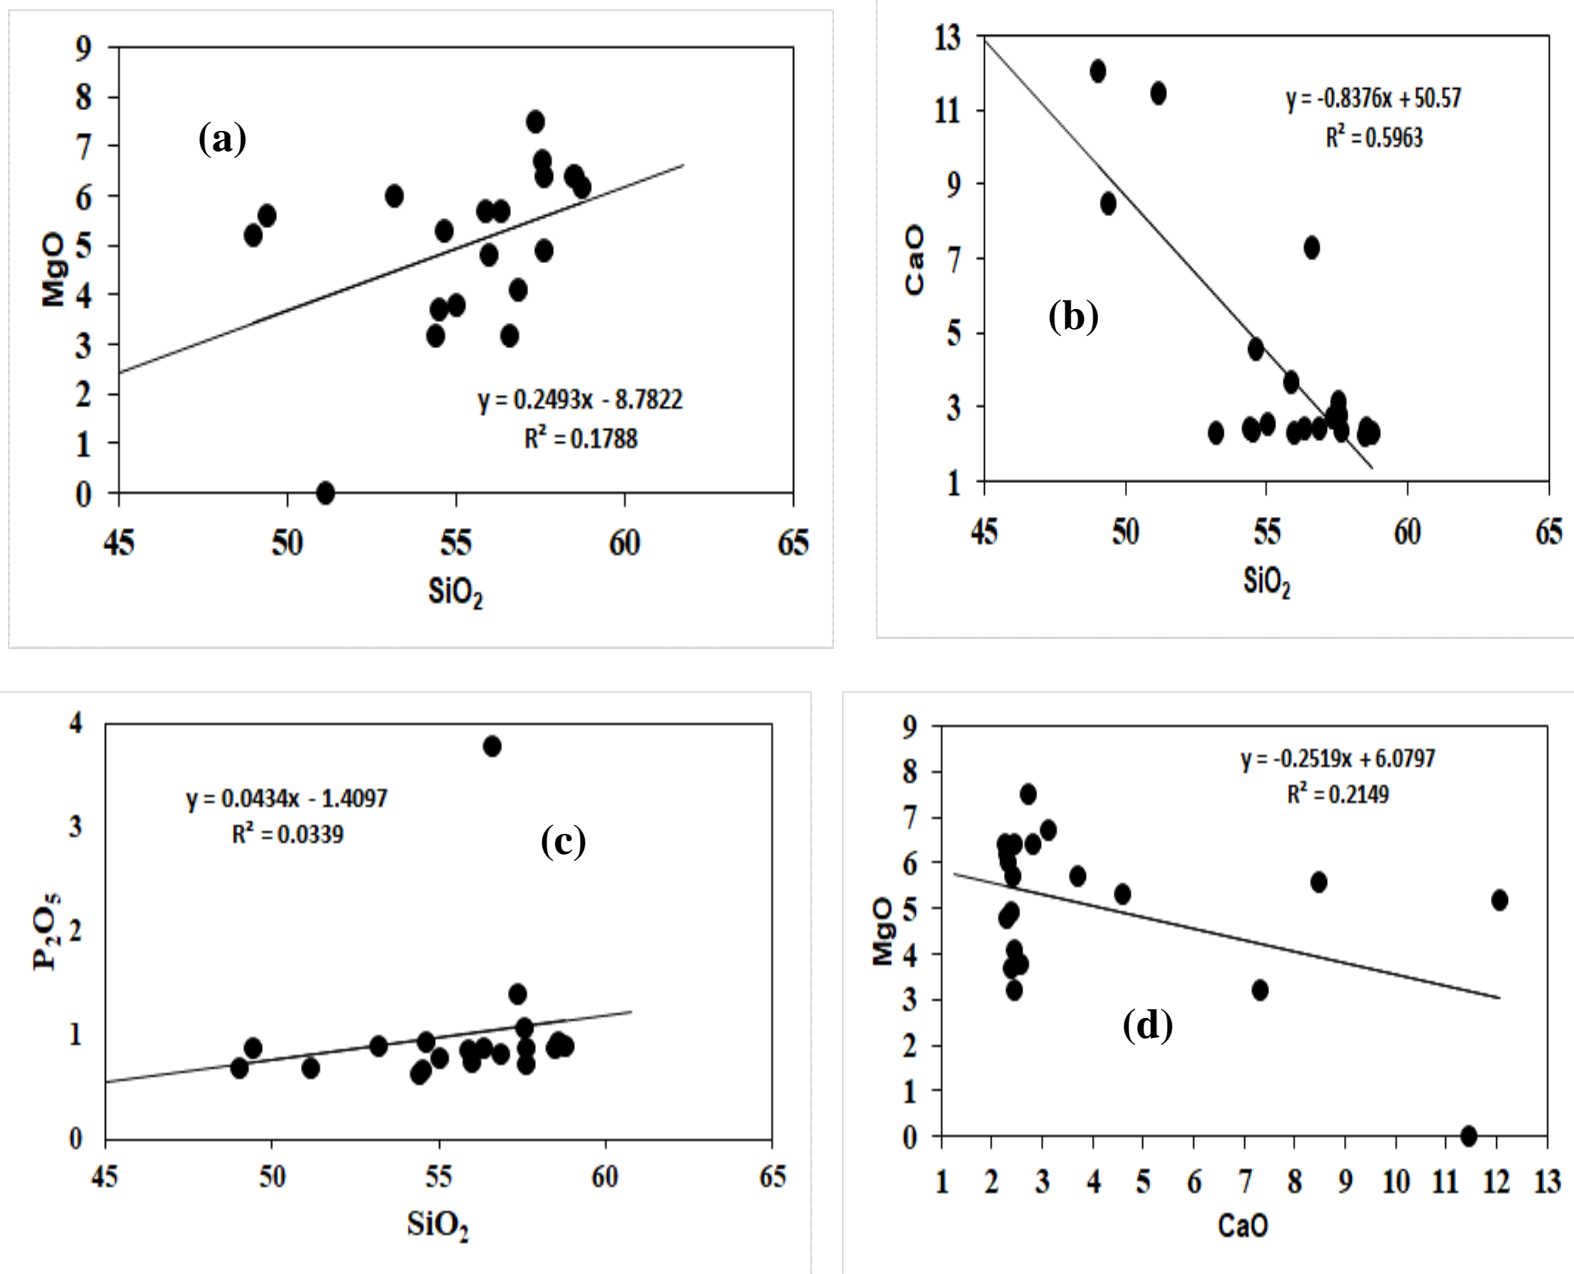 9
8
7
6
5
4
3
2
1
0
MgO
(a)
y = 0.2493x - 8.7822
R² = 0.1788
45 50 55 60 65
SiO₂
13
11
9
7
5
3
1
CaO
y = -0.8376x + 50.57
R² = 0.5963
(b)
45 50 55 60 65
SiO₂
4
3
2
1
0
P₂O₅
y = 0.0434x - 1.4097
R² = 0.0339
(c)
45 50 55 60 65
SiO₂
9
8
7
6
5
4
3
2
1
0
MgO
y = -0.2519x + 6.0797
R² = 0.2149
(d)
1 2 3 4 5 6 7 8 9 10 11 12 13
CaO